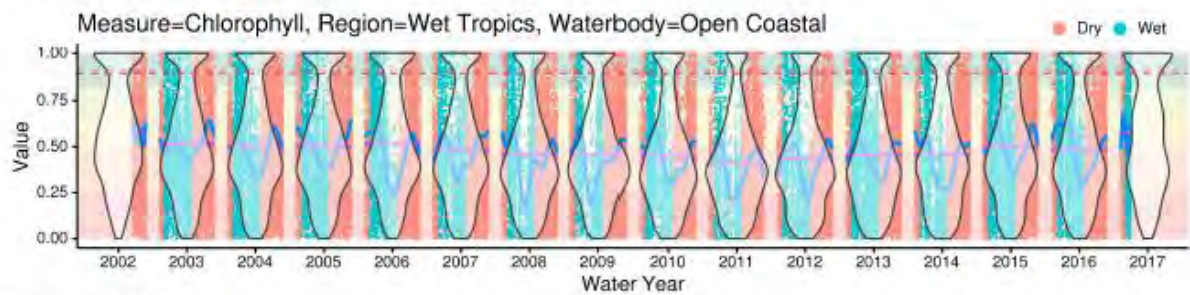 Measure=Chlorophyll, Region=Wet Tropics, Waterbody=Open Coastal
Dry Wet
1.00
0.75
0.50
0.25
0.00
Value
2002 2003 2004 2005 2006 2007 2008 2009 2010 2011 2012 2013 2014 2015 2016 2017
Water Year